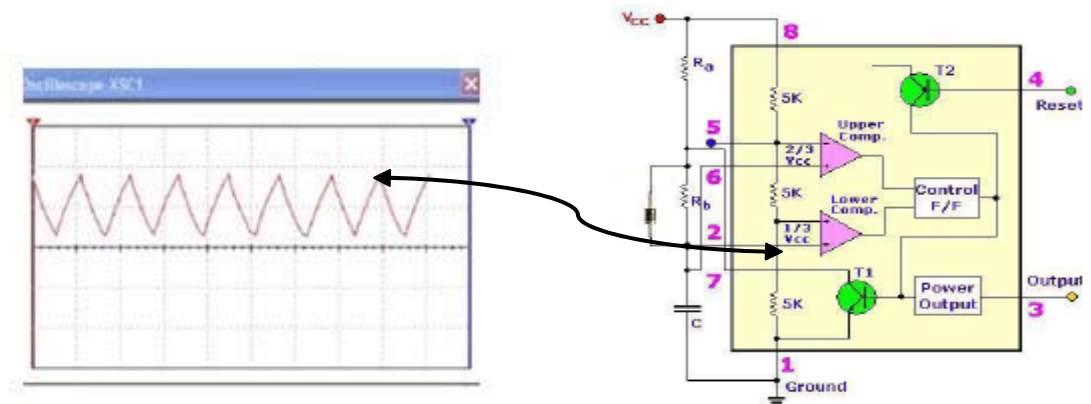 Oscilloscope-XSC1
Vcc
8
Ra
T2
4
Reset
5K
5
Upper
Comp.
2/3
Vcc
6
Rb
5K
Control
F/F
Lower
Comp.
2
1/3
Vcc
7
T1
Power
Output
Output
3
5K
C
1
Ground